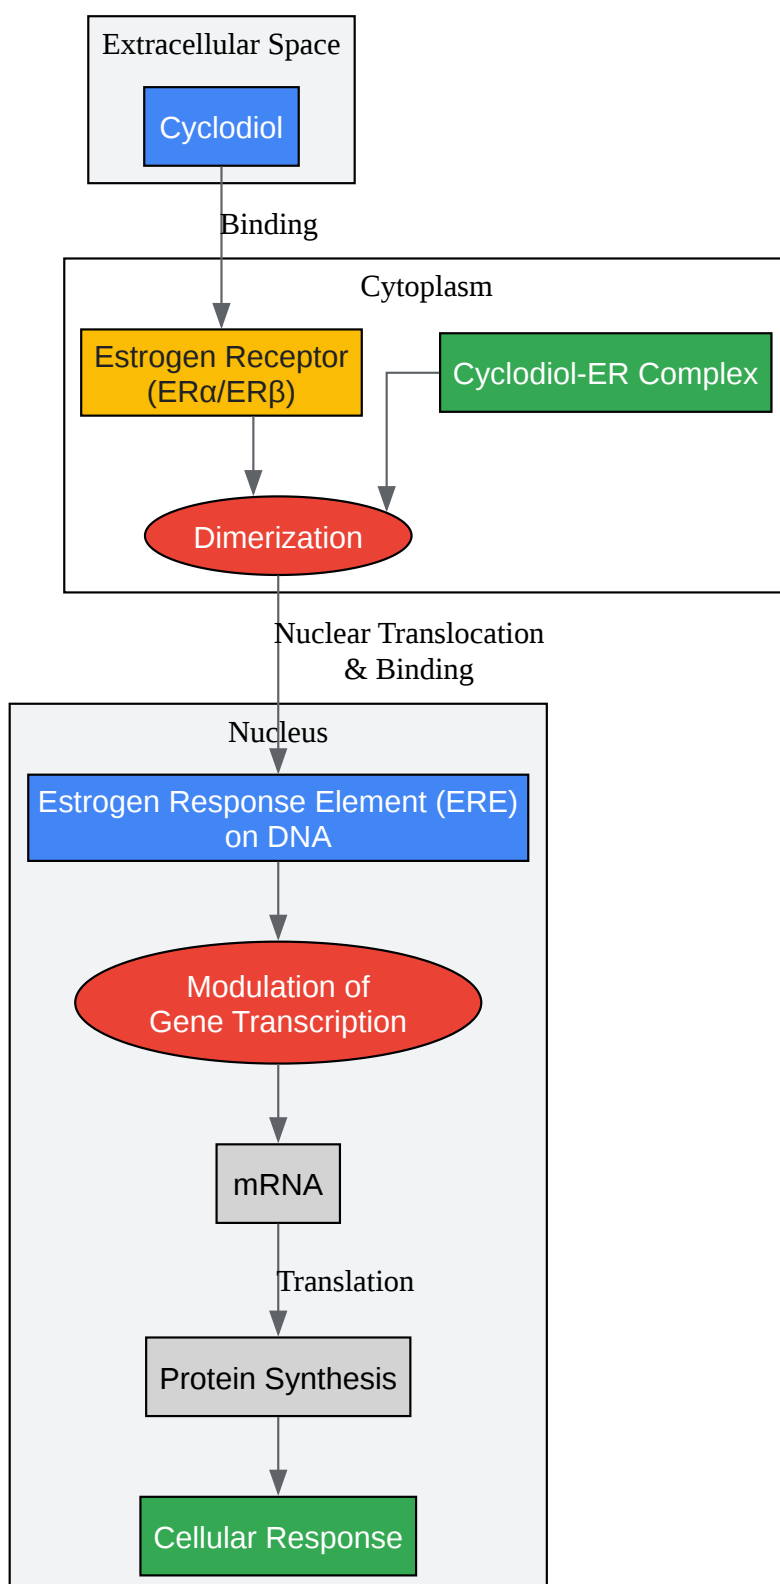 Extracellular Space
Cyclodiol
Binding
Cytoplasm
Estrogen Receptor
(ERα/ERβ)
Cyclodiol-ER Complex
Dimerization
Nuclear Translocation
& Binding
Nucleus
Estrogen Response Element (ERE)
on DNA
Modulation of
Gene Transcription
mRNA
Translation
Protein Synthesis
Cellular Response